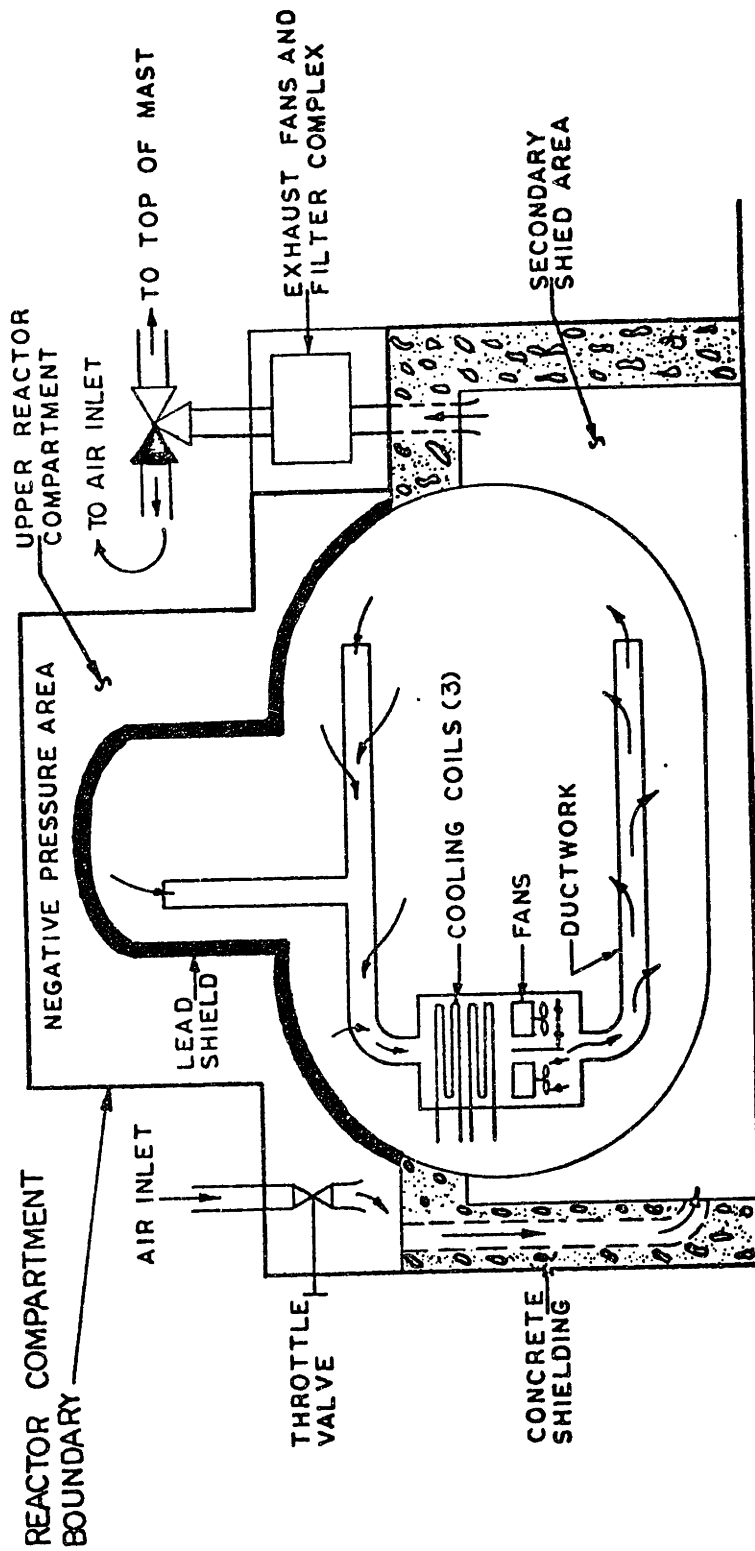 REACTOR COMPARTMENT
BOUNDARY
AIR INLET
THROTTLE
VALVE
CONCRETE
SHIELDING
NEGATIVE PRESSURE AREA
LEAD
SHIELD
UPPER REACTOR
COMPARTMENT
TO AIR INLET
TO TOP OF MAST
EXHAUST FANS AND
FILTER COMPLEX
SECONDARY
SHIED AREA
COOLING COILS (3)
FANS
DUCTWORK